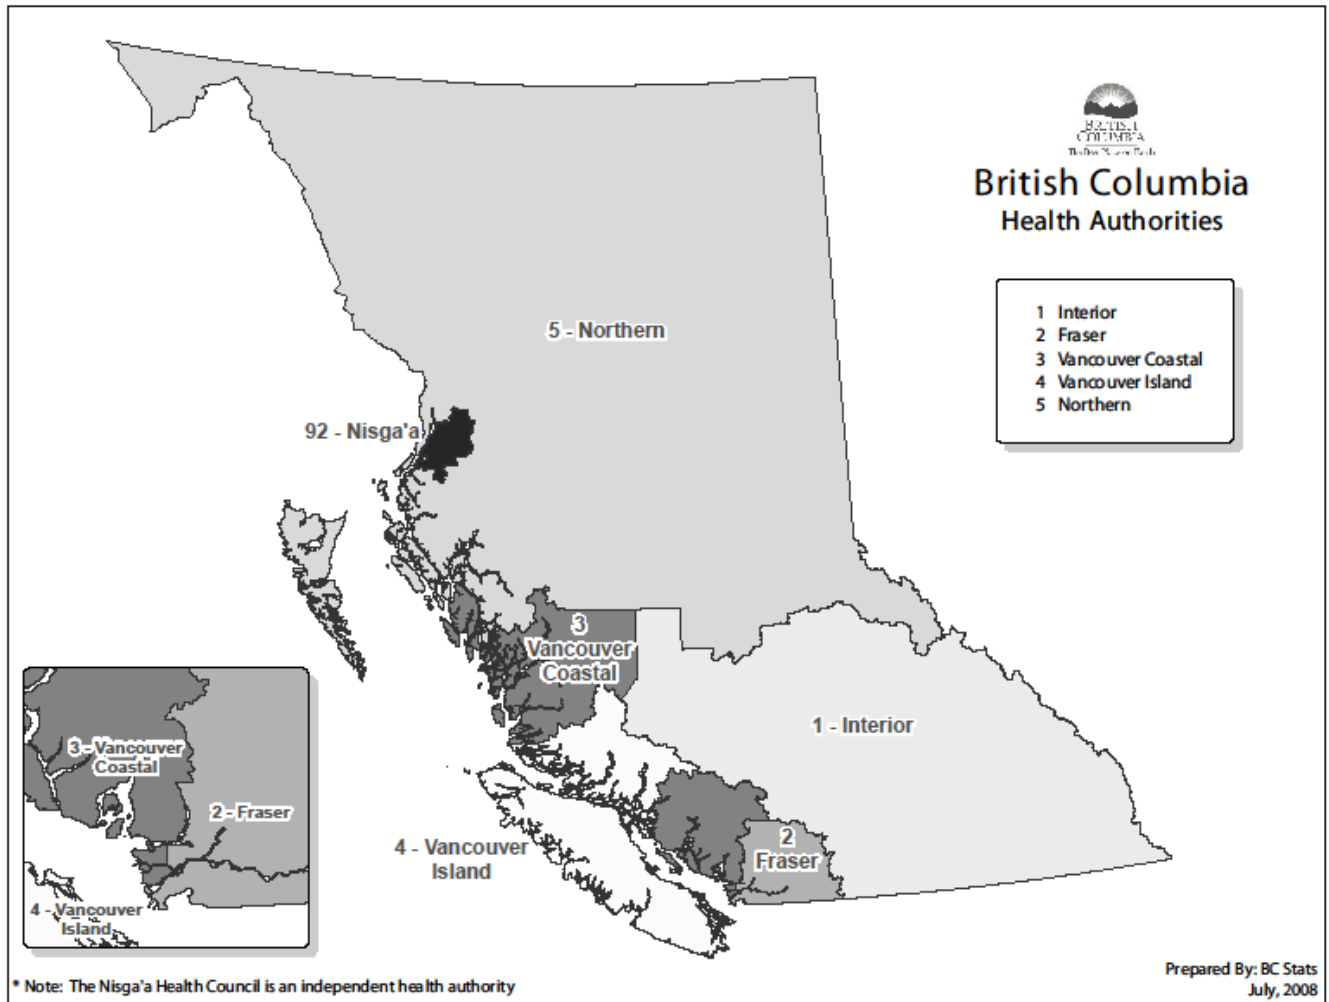 BRITISH
COLUMBIA
British Columbia
Health Authorities
1 Interior
2 Fraser
3 Vancouver Coastal
4 Vancouver Island
5 Northern
5 - Northern
92 - Nisga'a
3
Vancouver
Coastal
1 - Interior
2
Fraser
4 - Vancouver
Island
3 - Vancouver
Coastal
2 - Fraser
4 - Vancouver
Island
* Note: The Nisga'a Health Council is an independent health authority
Prepared By: BC Stats
July, 2008